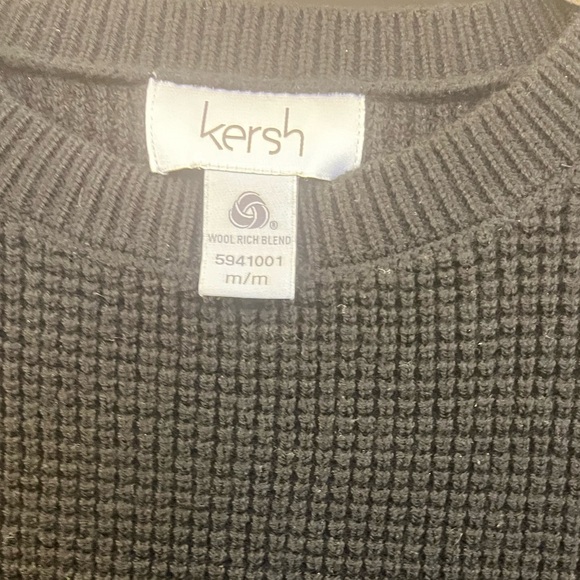 kersh
®
WOOL RICH BLEND
5941001
m/m